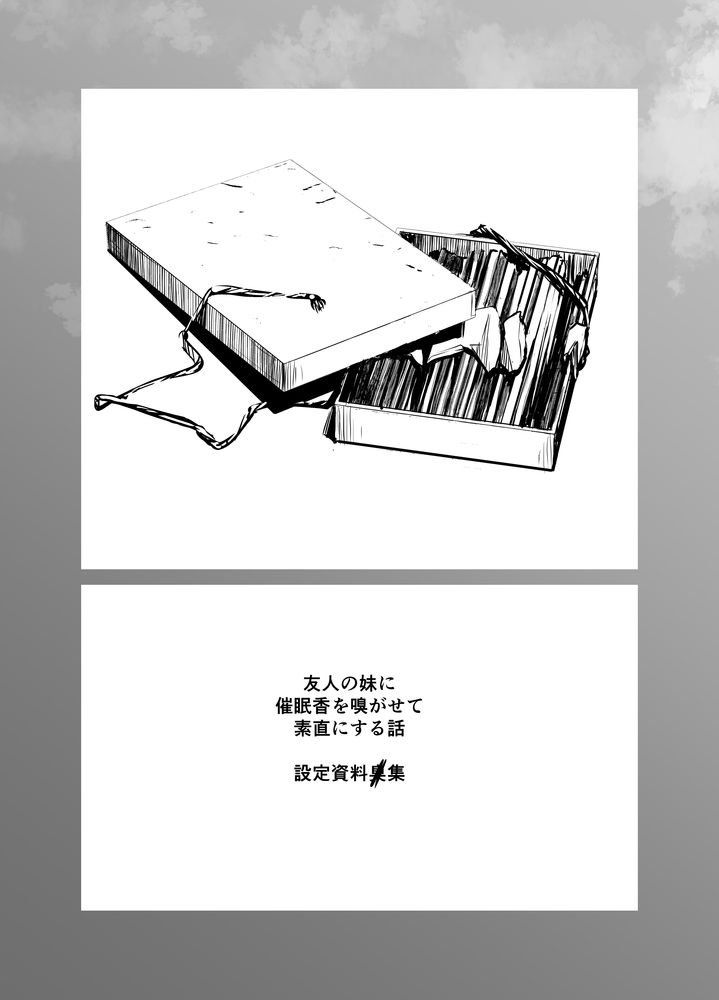 友人の妹に
催眠香を嗅がせて
素直にする話
設定資料集